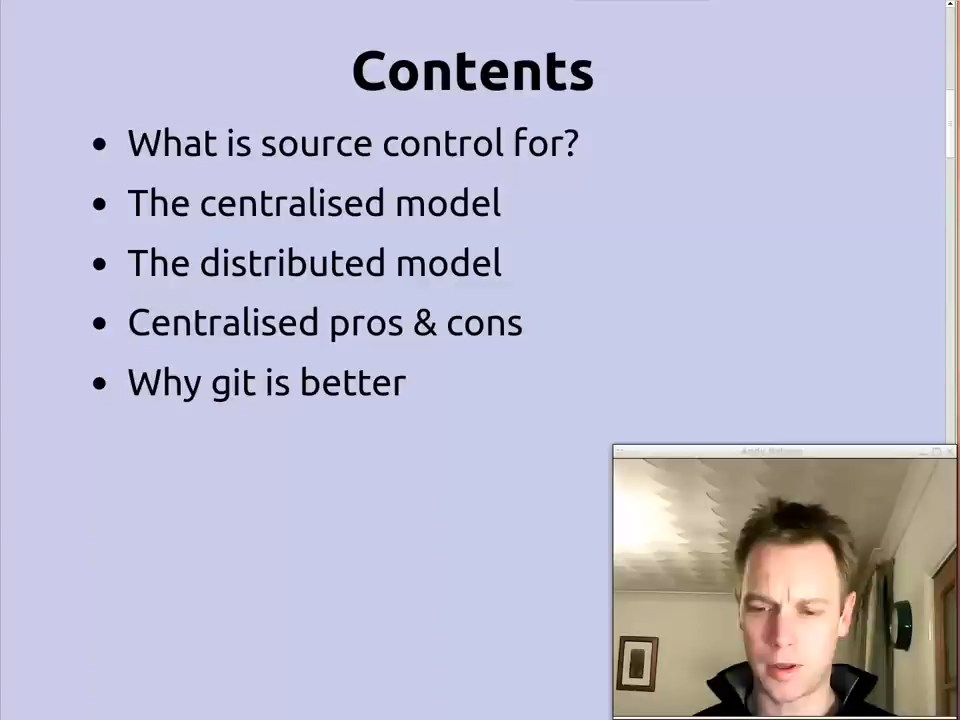 Contents
• What is source control for?
• The centralised model
• The distributed model
• Centralised pros & cons
• Why git is better